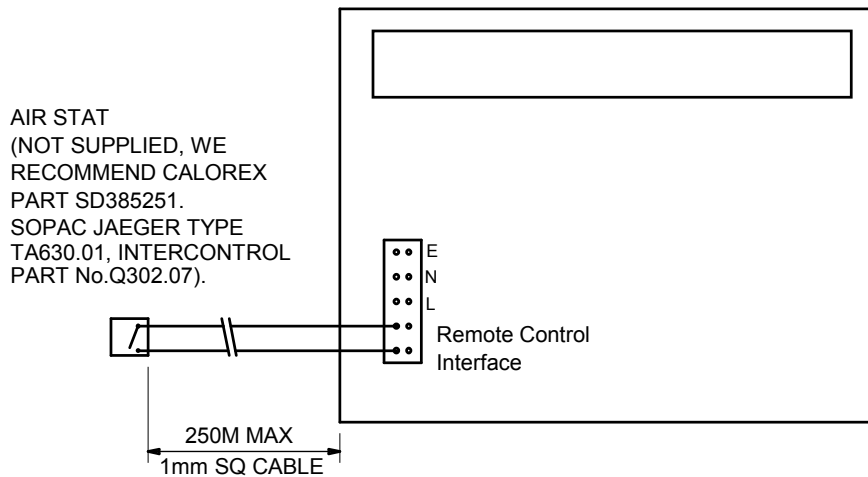 AIR STAT
(NOT SUPPLIED, WE
RECOMMEND CALOREX
PART SD385251.
SOPAC JAEGER TYPE
TA630.01, INTERCONTROL
PART No.Q302.07).
E
N
L
Remote Control
Interface
250M MAX
1mm SQ CABLE